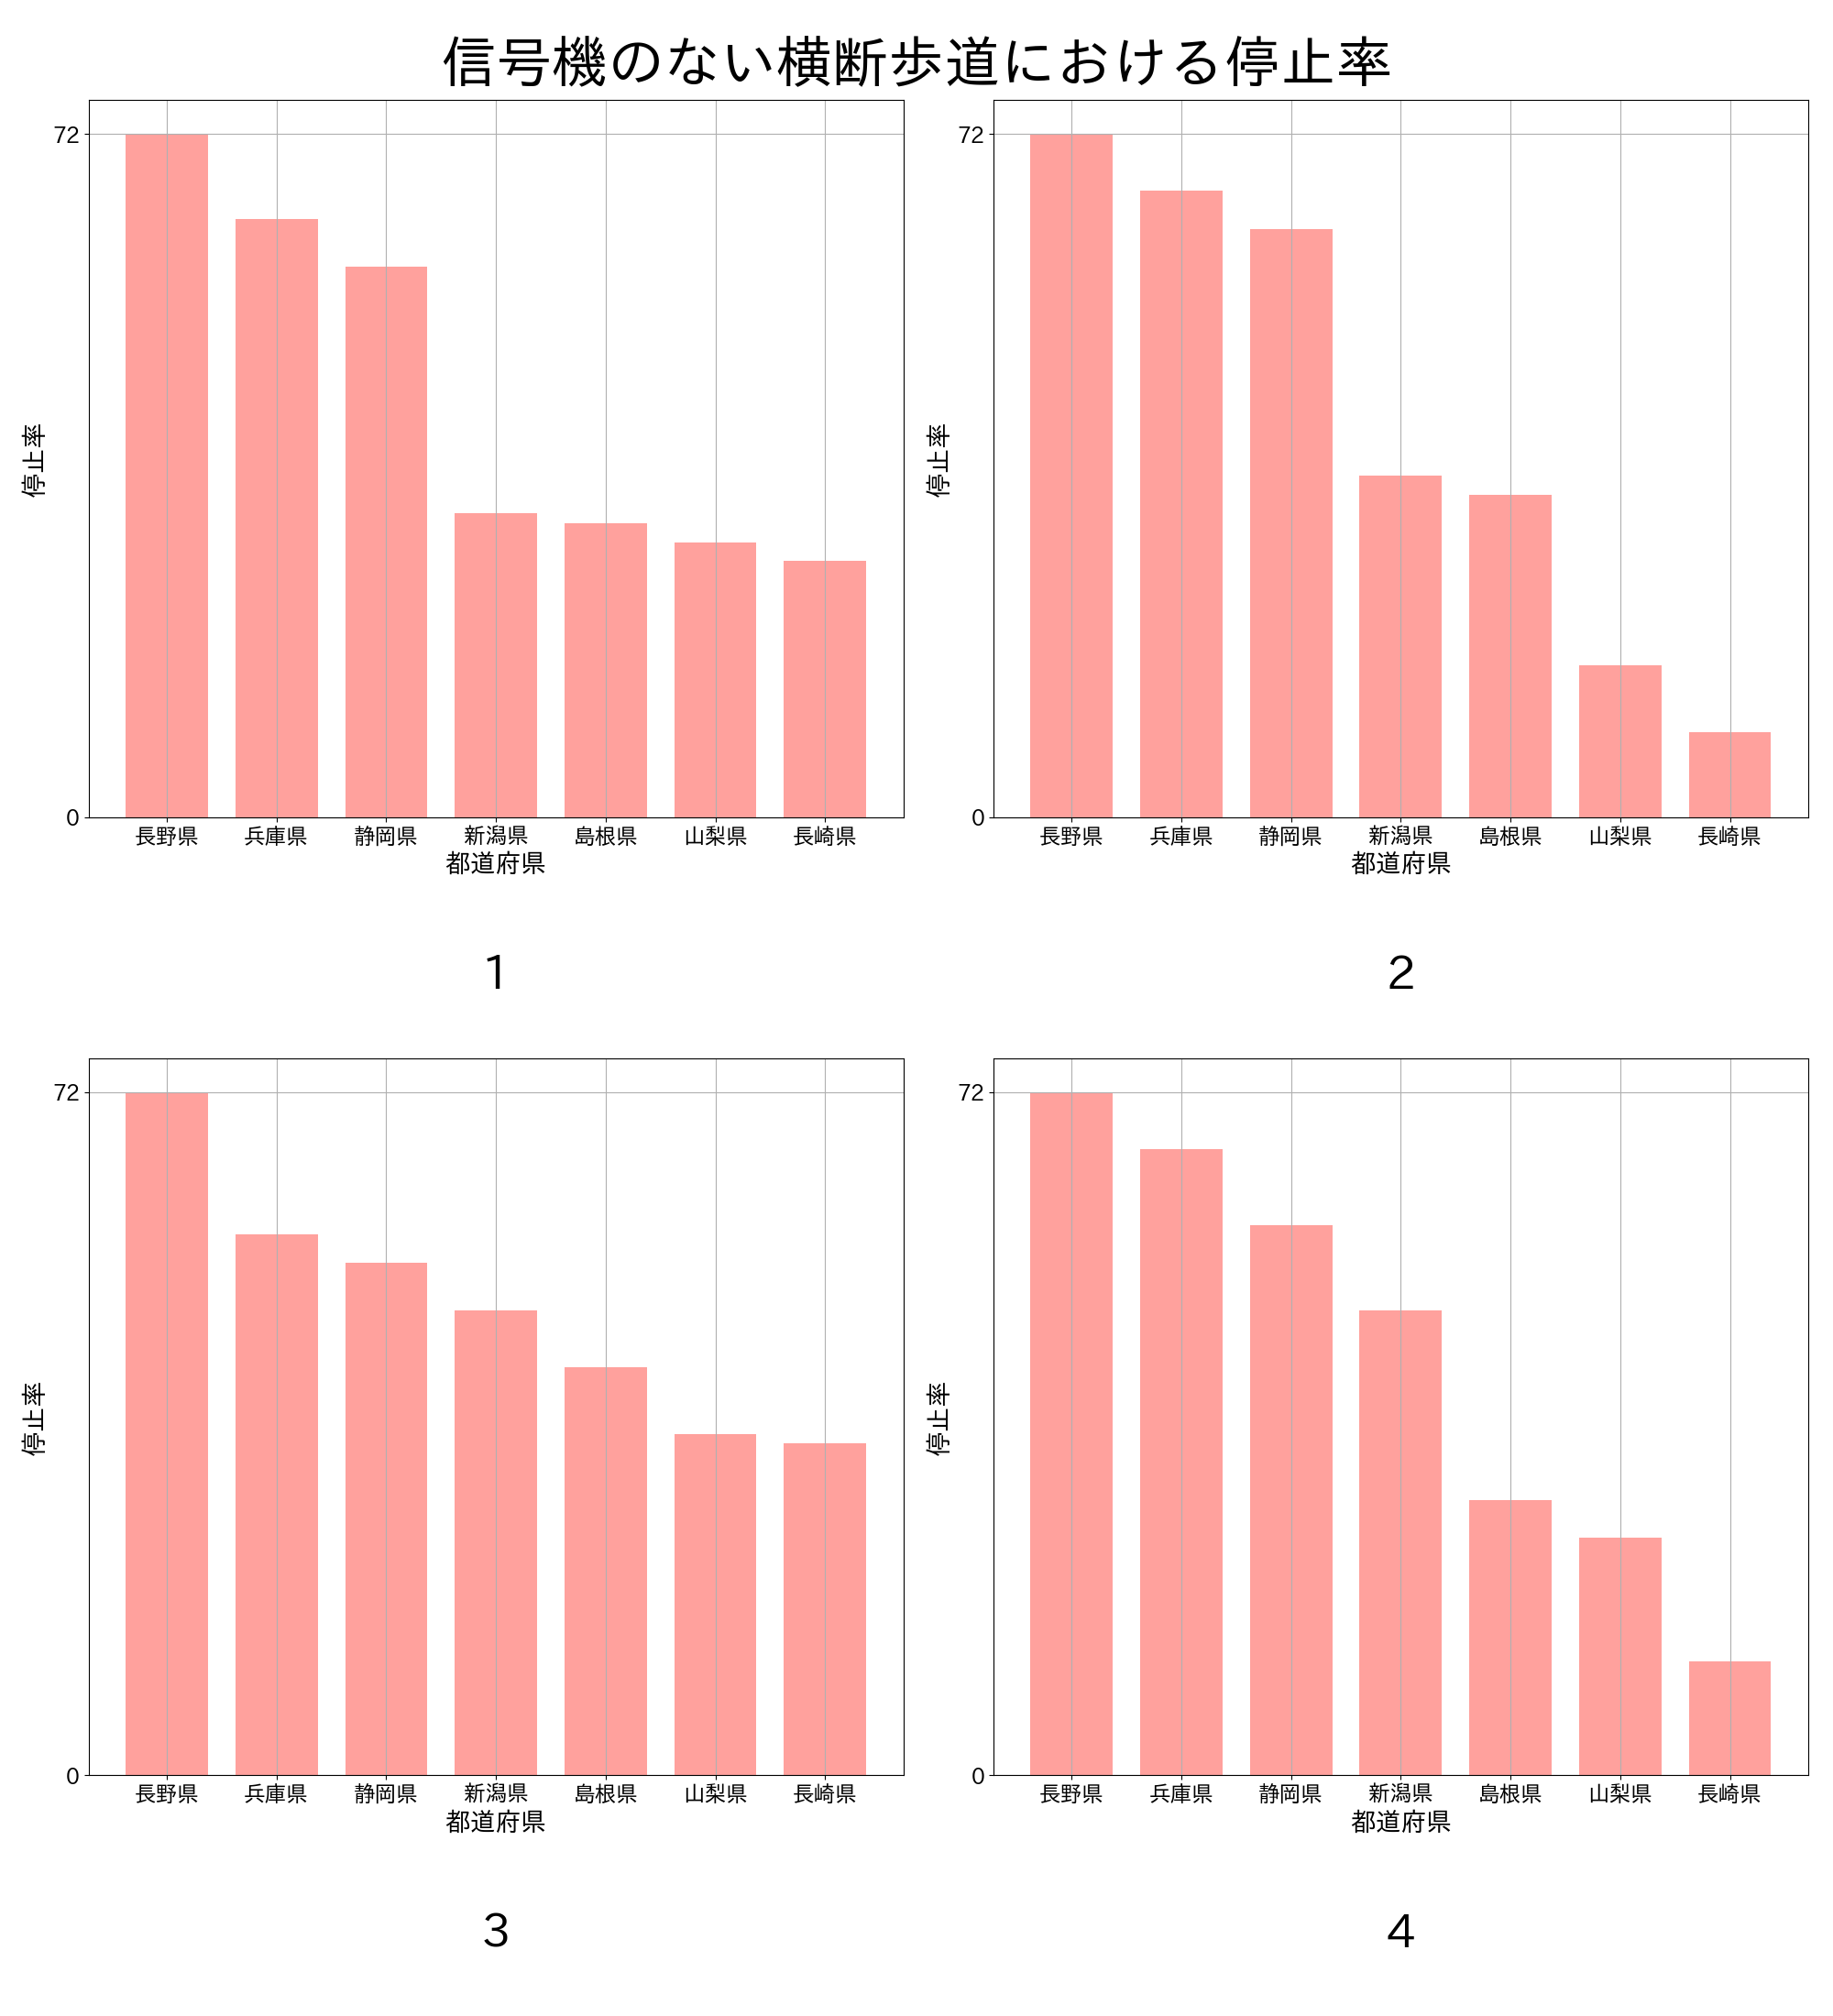 信号機のない横断歩道における停止率
72
停止率
0
長野県 兵庫県 静岡県 新潟県 島根県 山梨県 長崎県
都道府県
1
72
停止率
0
長野県 兵庫県 静岡県 新潟県 島根県 山梨県 長崎県
都道府県
2
72
停止率
0
長野県 兵庫県 静岡県 新潟県 島根県 山梨県 長崎県
都道府県
3
72
停止率
0
長野県 兵庫県 静岡県 新潟県 島根県 山梨県 長崎県
都道府県
4